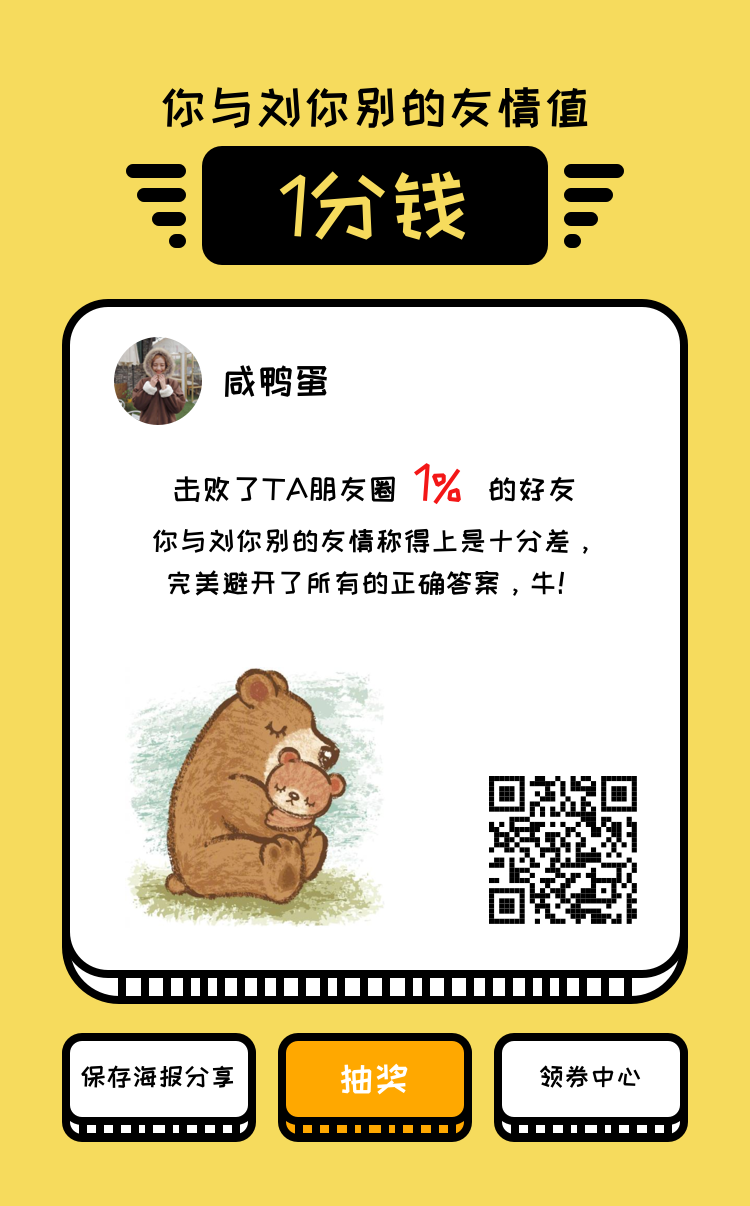 你与刘你别的友情值
1分钱
咸鸭蛋
击败了TA朋友圈 1% 的好友
你与刘你别的友情称得上是十分差，
完美避开了所有的正确答案，牛！
保存海报分享
抽奖
领券中心